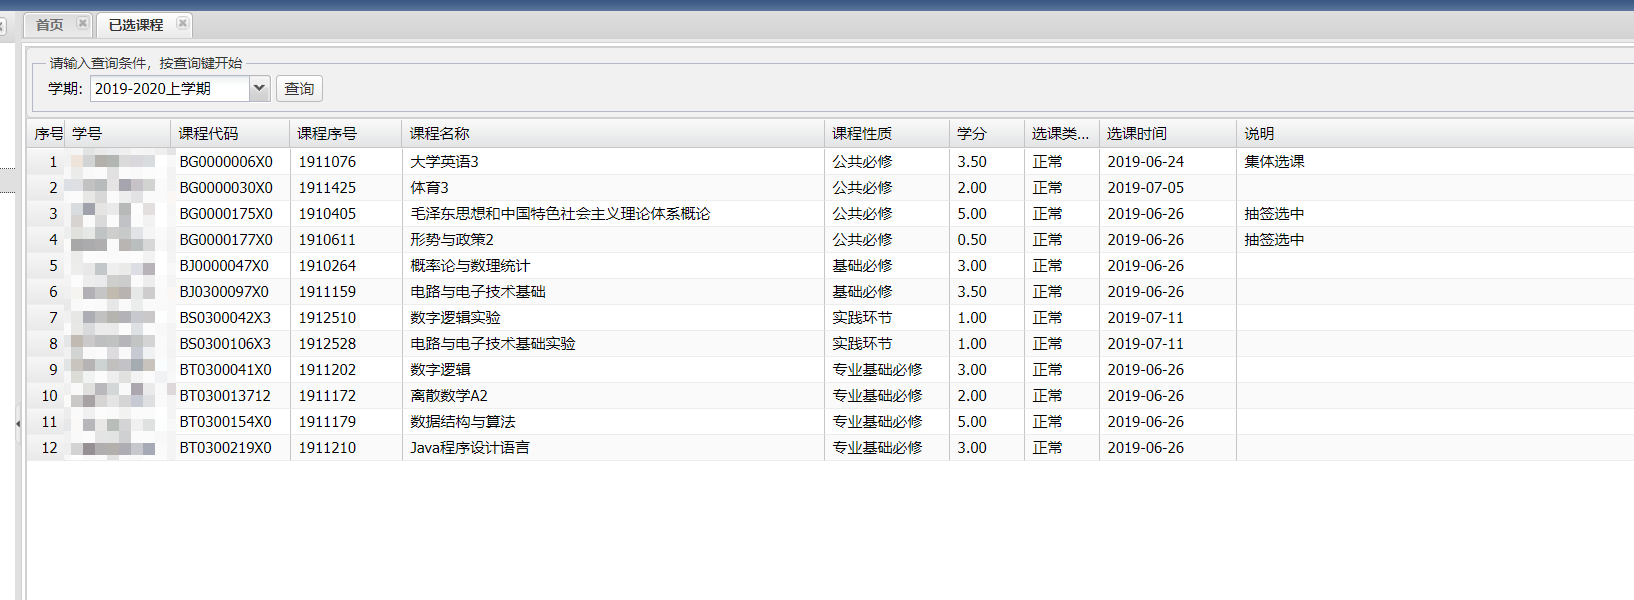 首页 已选课程
请输入查询条件，按查询键开始
学期: 2019-2020上学期 查询
序号 学号 课程代码 课程序号 课程名称 课程性质 学分 选课类... 选课时间 说明
1 BG0000006X0 1911076 大学英语3 公共必修 3.50 正常 2019-06-24 集体选课
2 BG0000030X0 1911425 体育3 公共必修 2.00 正常 2019-07-05
3 BG0000175X0 1910405 毛泽东思想和中国特色社会主义理论体系概论 公共必修 5.00 正常 2019-06-26 抽签选中
4 BG0000177X0 1910611 形势与政策2 公共必修 0.50 正常 2019-06-26 抽签选中
5 BJ0000047X0 1910264 概率论与数理统计 基础必修 3.00 正常 2019-06-26
6 BJ0300097X0 1911159 电路与电子技术基础 基础必修 3.50 正常 2019-06-26
7 BS0300042X3 1912510 数字逻辑实验 实践环节 1.00 正常 2019-07-11
8 BS0300106X3 1912528 电路与电子技术基础实验 实践环节 1.00 正常 2019-07-11
9 BT0300041X0 1911202 数字逻辑 专业基础必修 3.00 正常 2019-06-26
10 BT030013712 1911172 离散数学A2 专业基础必修 2.00 正常 2019-06-26
11 BT0300154X0 1911179 数据结构与算法 专业基础必修 5.00 正常 2019-06-26
12 BT0300219X0 1911210 Java程序设计语言 专业基础必修 3.00 正常 2019-06-26